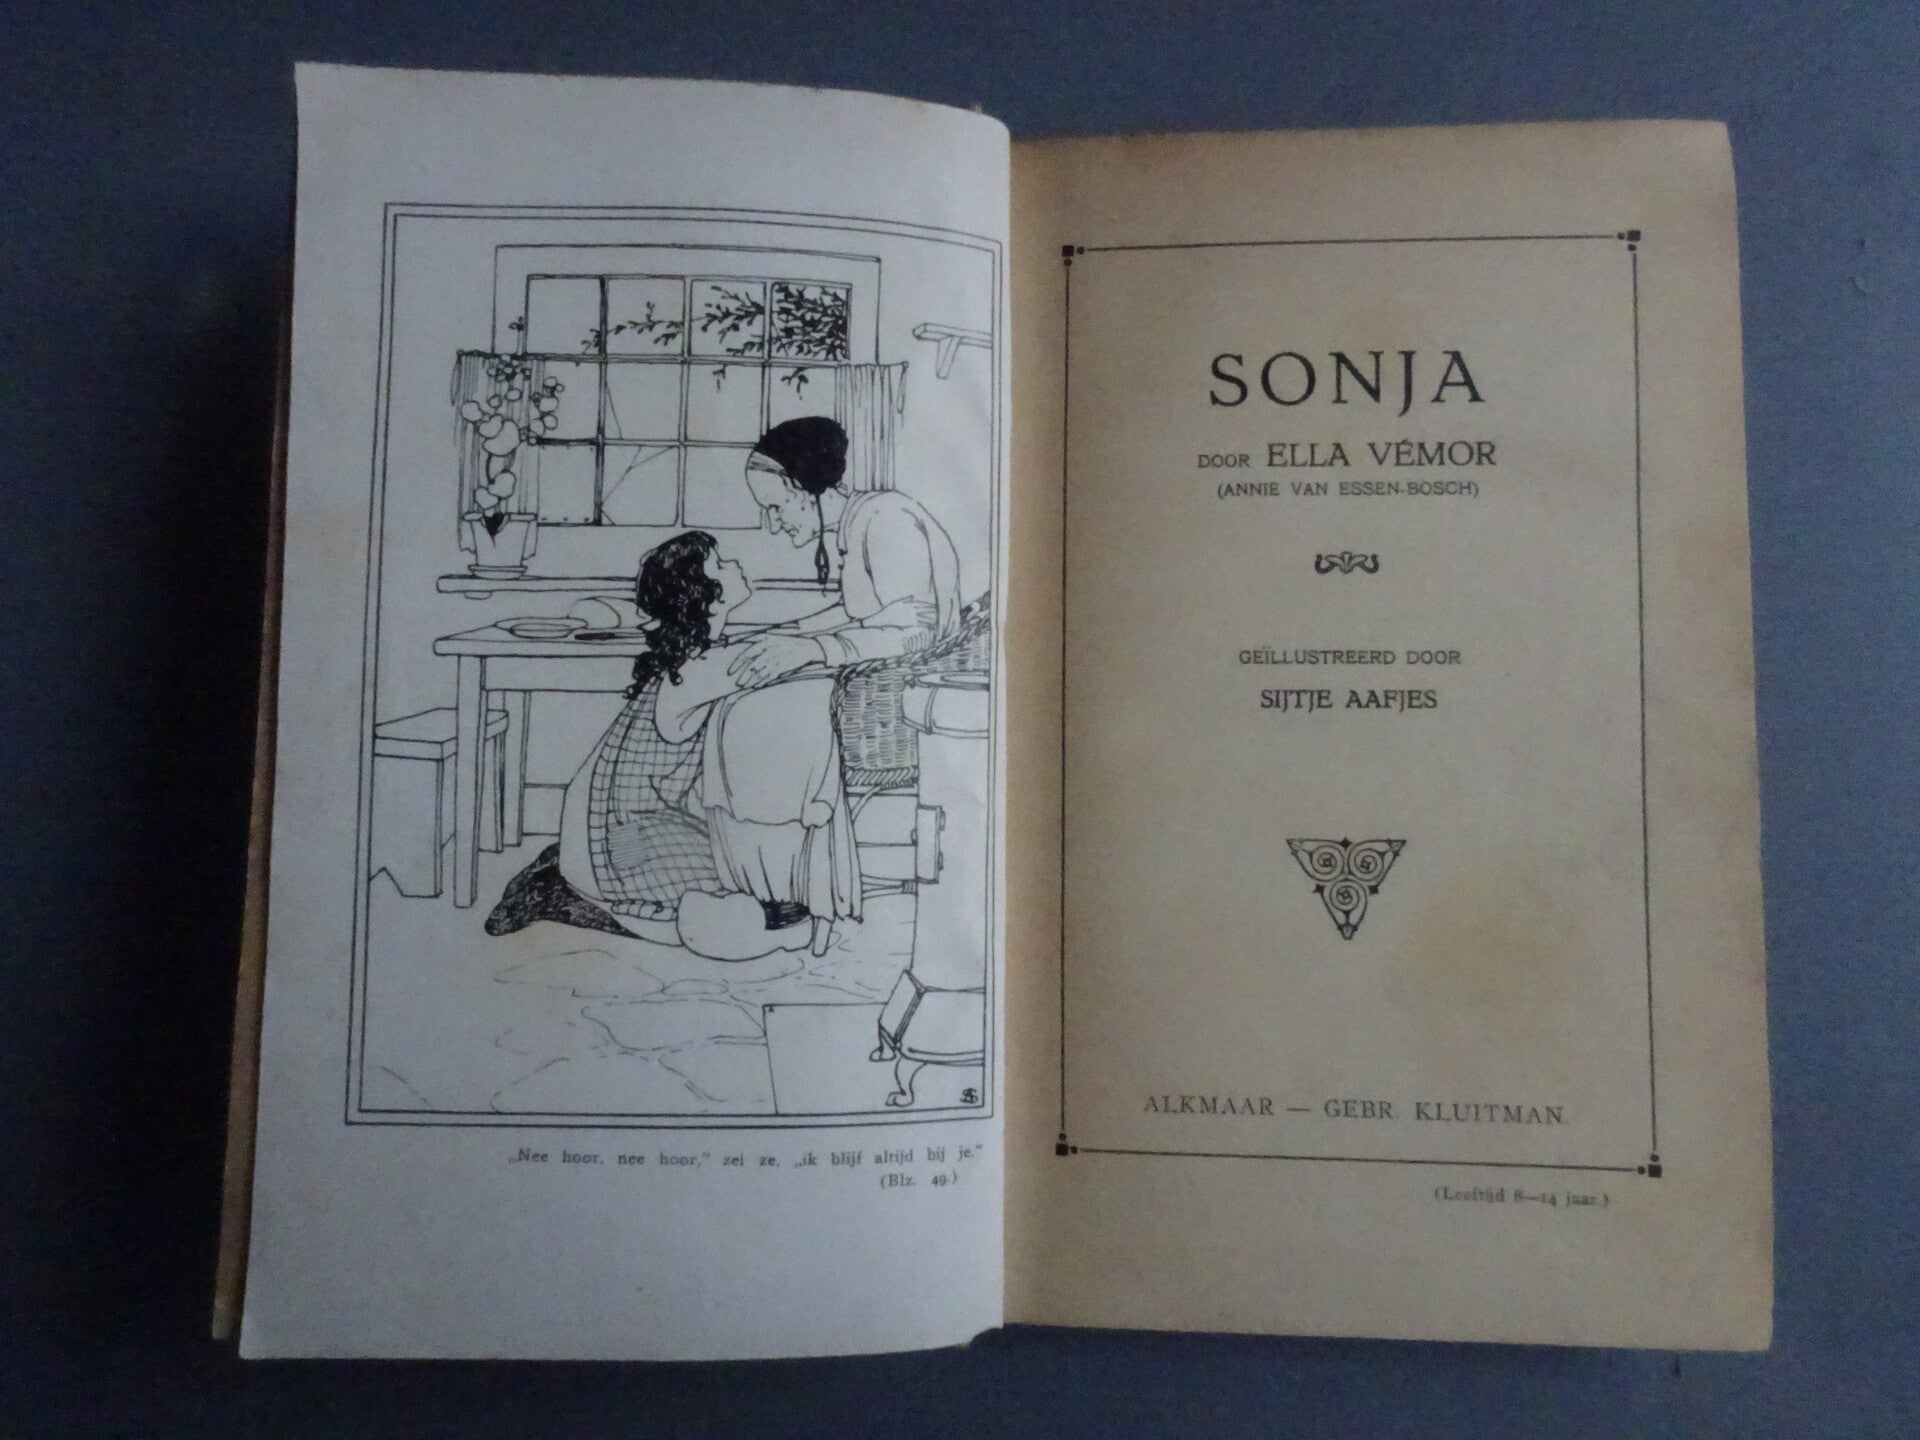 „Nee hoor, nee hoor,” zei ze, „ik blijf altijd bij je.”
(Blz. 49.)
SONJA
DOOR ELLA VÉMOR
(ANNIE VAN ESSEN-BOSCH)
GEÏLLUSTREERD DOOR
SIJTJE AAFJES
ALKMAAR — GEBR. KLUITMAN.
(Leeftijd 8—14 jaar.)